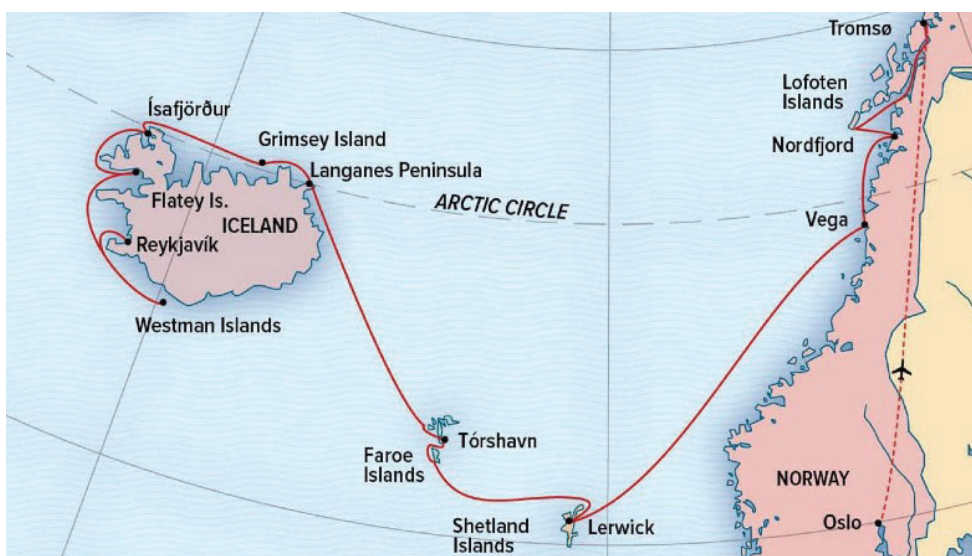 Tromsø
Lofoten
Islands
Nordfjord
Ísafjörður
Grimsey Island
Langanes Peninsula
Flatey Is.
ICELAND
ARCTIC CIRCLE
Vega
Reykjavík
Westman Islands
Tórshavn
Faroe
Islands
NORWAY
Shetland
Islands
Lerwick
Oslo